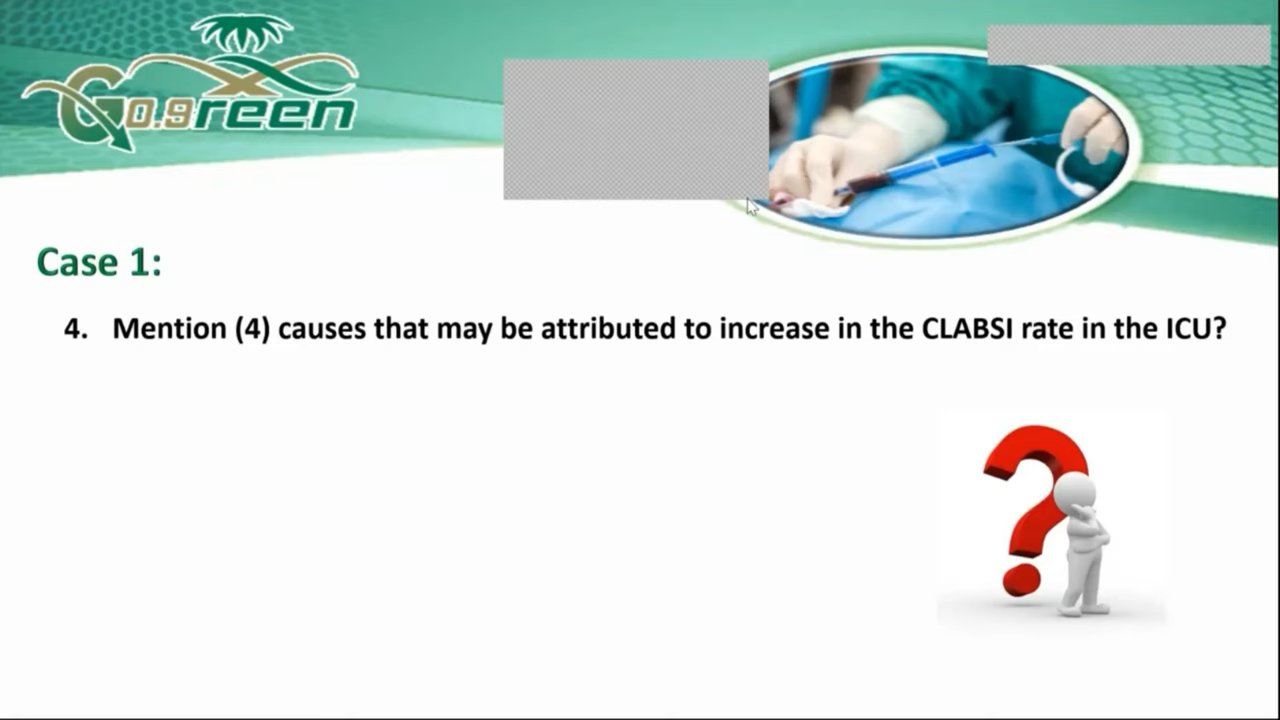 Go.green
Case 1:
4. Mention (4) causes that may be attributed to increase in the CLABSI rate in the ICU?